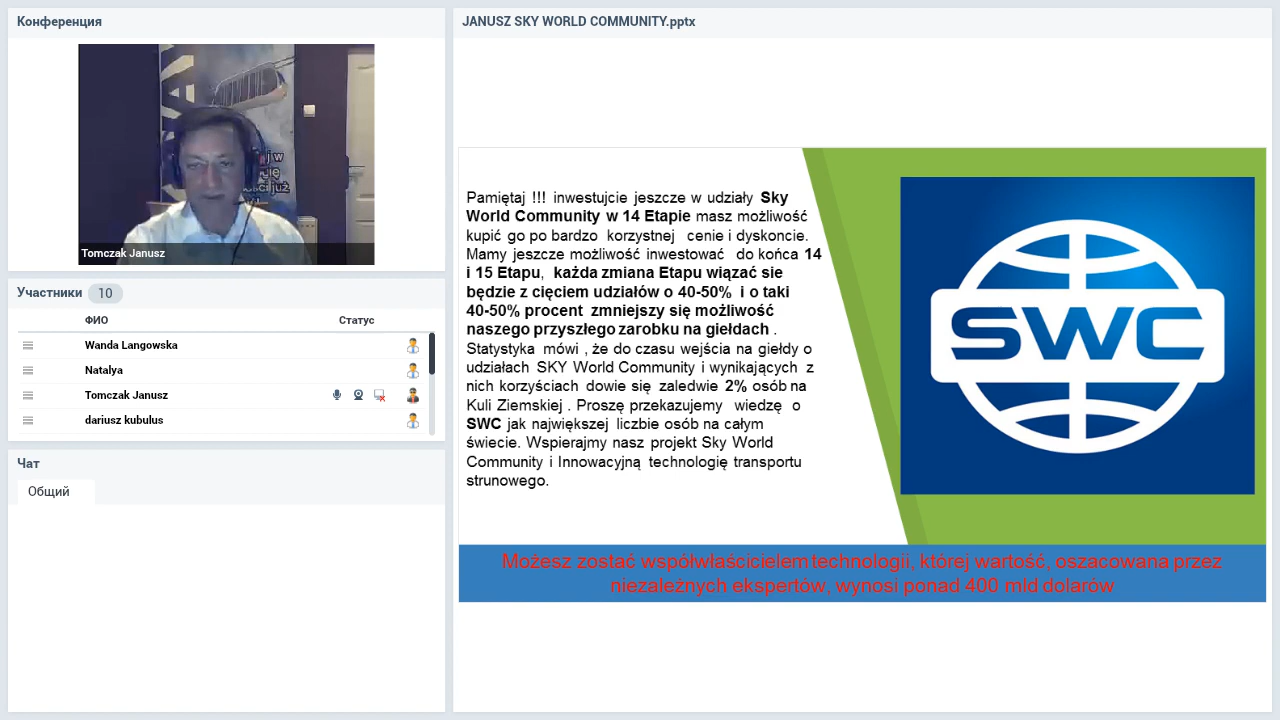 Конференция
Tomczak Janusz
Участники 10
ФИО Статус
Wanda Langowska
Natalya
Tomczak Janusz
dariusz kubulus
Чат
Общий
JANUSZ SKY WORLD COMMUNITY.pptx
Pamiętaj !!! inwestujcie jeszcze w udziały Sky
World Community w 14 Etapie masz możliwość
kupić go po bardzo korzystnej cenie i dyskoncie.
Mamy jeszcze możliwość inwestować do końca 14
i 15 Etapu, każda zmiana Etapu wiązać sie
będzie z cięciem udziałów o 40-50% i o taki
40-50% procent zmniejszy się możliwość
naszego przyszłego zarobku na giełdach .
Statystyka mówi , że do czasu wejścia na giełdy o
udziałach SKY World Community i wynikających z
nich korzyściach dowie się zaledwie 2% osób na
Kuli Ziemskiej . Proszę przekazujemy wiedzę o
SWC jak największej liczbie osób na całym
świecie. Wspierajmy nasz projekt Sky World
Community i Innowacyjną technologię transportu
strunowego.
SWC
Możesz zostać współwłaścicielem technologii, której wartość, oszacowana przez
niezależnych ekspertów, wynosi ponad 400 mld dolarów